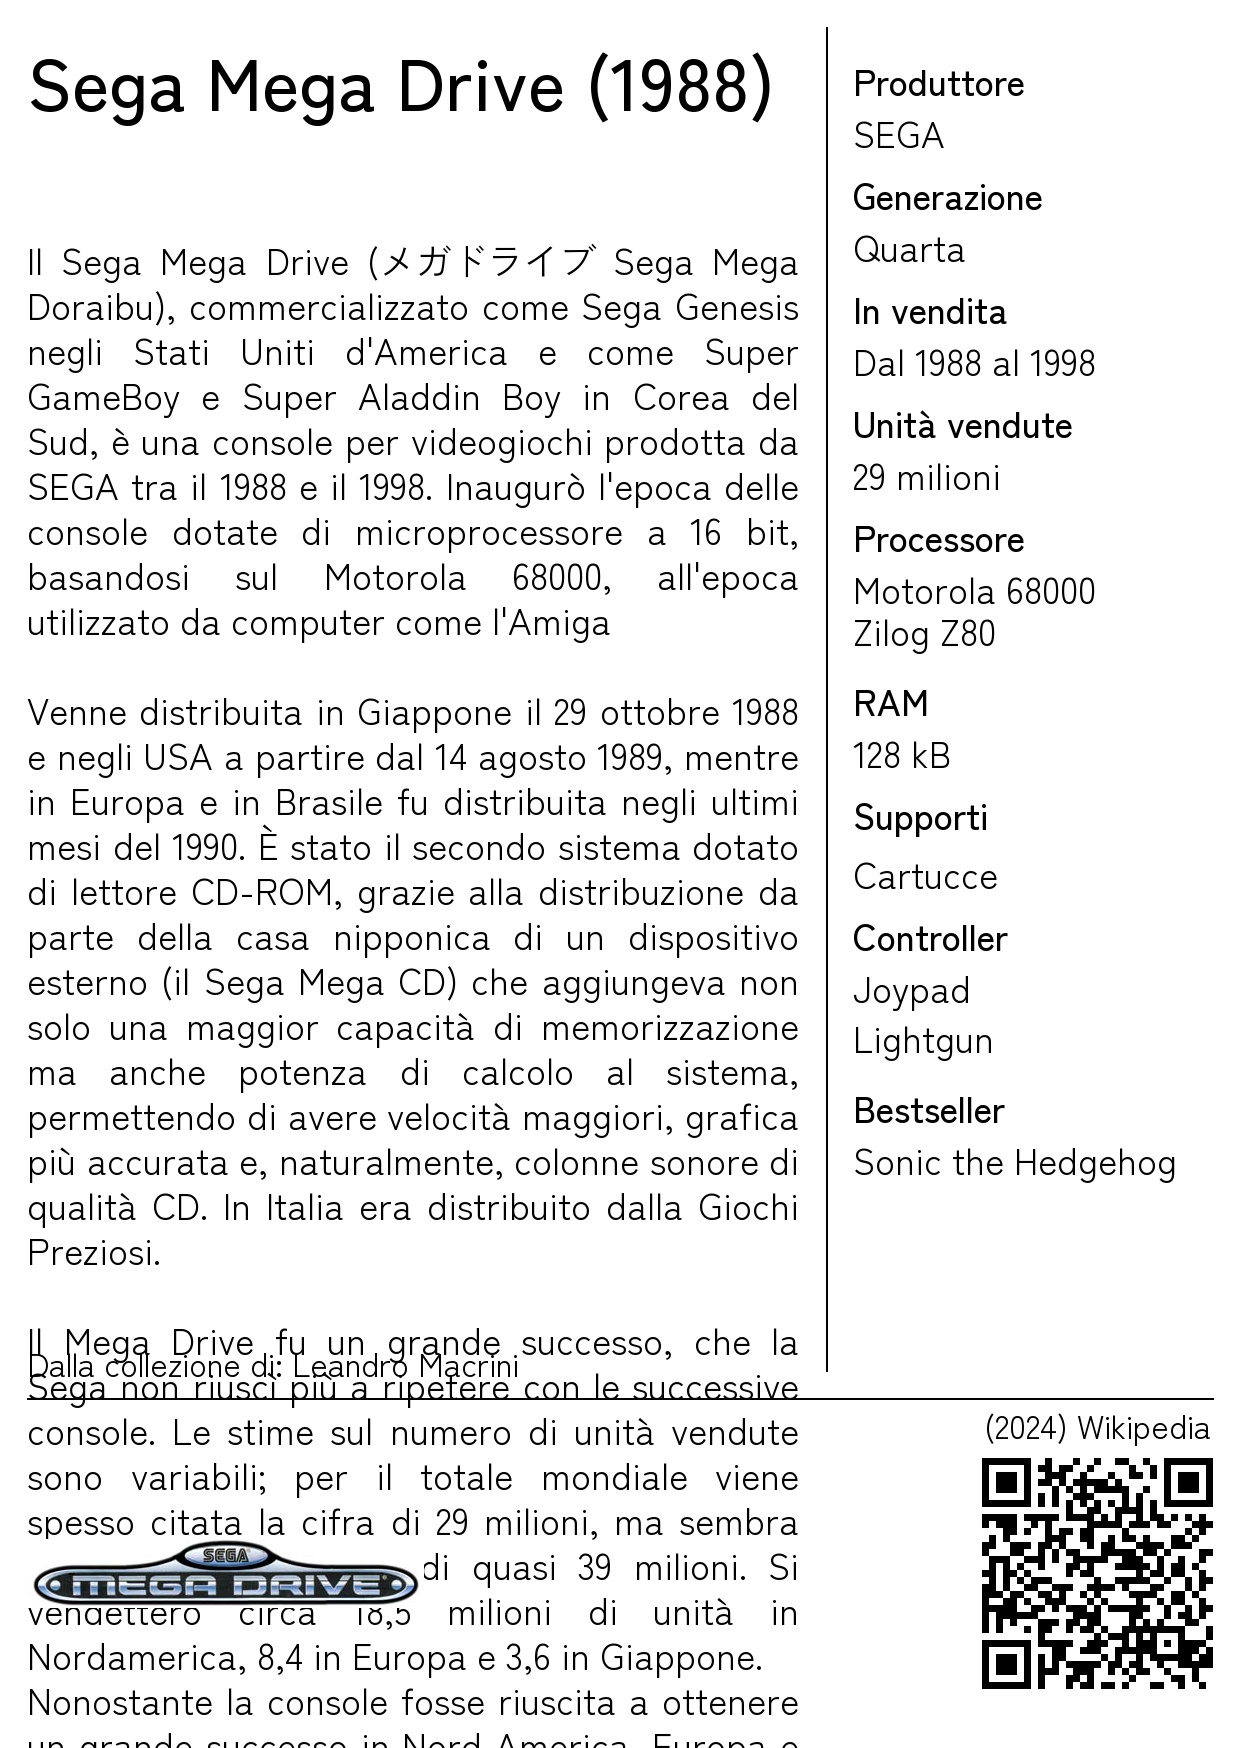 Sega Mega Drive (1988)
Il Sega Mega Drive (メガドライブ Sega Mega
Doraibu), commercializzato come Sega Genesis
negli Stati Uniti d'America e come Super
GameBoy e Super Aladdin Boy in Corea del
Sud, è una console per videogiochi prodotta da
SEGA tra il 1988 e il 1998. Inaugurò l'epoca delle
console dotate di microprocessore a 16 bit,
basandosi sul Motorola 68000, all'epoca
utilizzato da computer come l'Amiga
Venne distribuita in Giappone il 29 ottobre 1988
e negli USA a partire dal 14 agosto 1989, mentre
in Europa e in Brasile fu distribuita negli ultimi
mesi del 1990. È stato il secondo sistema dotato
di lettore CD-ROM, grazie alla distribuzione da
parte della casa nipponica di un dispositivo
esterno (il Sega Mega CD) che aggiungeva non
solo una maggior capacità di memorizzazione
ma anche potenza di calcolo al sistema,
permettendo di avere velocità maggiori, grafica
più accurata e, naturalmente, colonne sonore di
qualità CD. In Italia era distribuito dalla Giochi
Preziosi.
Il Mega Drive fu un grande successo, che la
Dalla collezione di: Leandro Macrini
Sega non riuscì più a ripetere con le successive
console. Le stime sul numero di unità vendute
sono variabili; per il totale mondiale viene
spesso citata la cifra di 29 milioni, ma sembra
di quasi 39 milioni. Si
SEGA
MEGA DRIVE
vendettero circa 18,5 milioni di unità in
Nordamerica, 8,4 in Europa e 3,6 in Giappone.
Nonostante la console fosse riuscita a ottenere
un grande successo in Nord America, Europa e
Produttore
SEGA
Generazione
Quarta
In vendita
Dal 1988 al 1998
Unità vendute
29 milioni
Processore
Motorola 68000
Zilog Z80
RAM
128 kB
Supporti
Cartucce
Controller
Joypad
Lightgun
Bestseller
Sonic the Hedgehog
(2024) Wikipedia